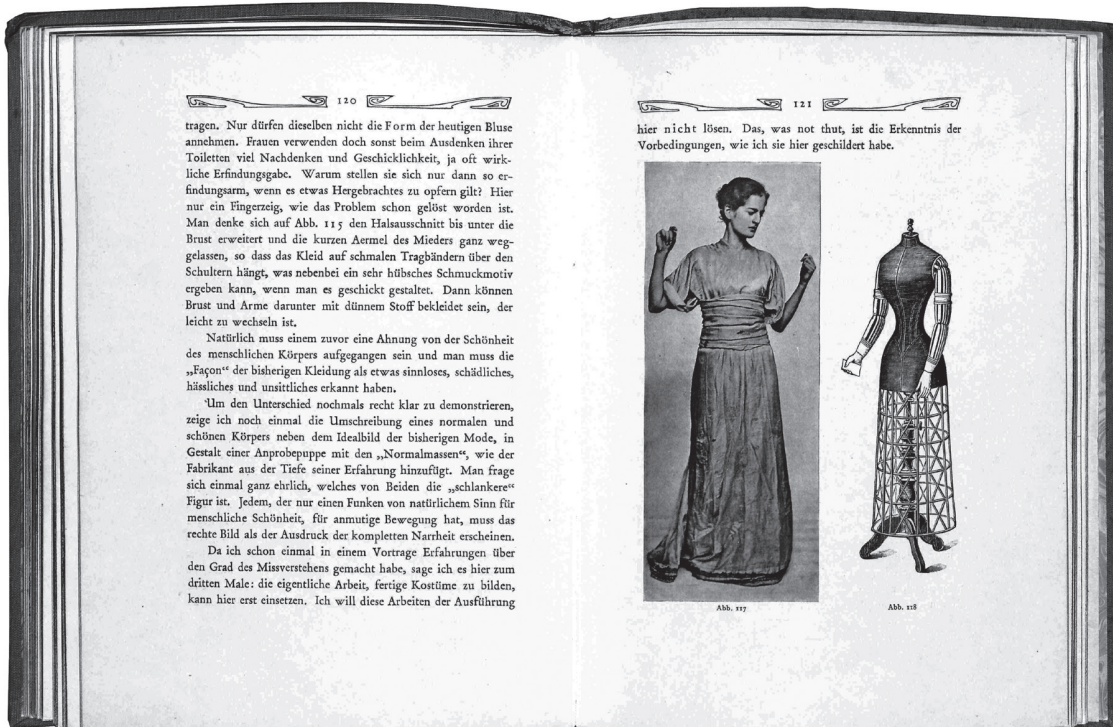 120
tragen. Nur dürfen dieselben nicht die Form der heutigen Bluse
annehmen. Frauen verwenden doch sonst beim Ausdenken ihrer
Toiletten viel Nachdenken und Geschicklichkeit, ja oft wirk-
liche Erfindungsgabe. Warum stellen sie sich nur dann so er-
findungsarm, wenn es etwas Hergebrachtes zu opfern gilt? Hier
nur ein Fingerzeig, wie das Problem schon gelöst worden ist.
Man denke sich auf Abb. 115 den Halsausschnitt bis unter die
Brust erweitert und die kurzen Aermel des Mieders ganz weg-
gelassen, so dass das Kleid auf schmalen Tragbändern über den
Schultern hängt, was nebenbei ein sehr hübsches Schmuckmotiv
ergeben kann, wenn man es geschickt gestaltet. Dann können
Brust und Arme darunter mit dünnem Stoff bekleidet sein, der
leicht zu wechseln ist.
Natürlich muss einem zuvor eine Ahnung von der Schönheit
des menschlichen Körpers aufgegangen sein und man muss die
„Façon“ der bisherigen Kleidung als etwas sinnloses, schädliches,
hässliches und unsittliches erkannt haben.
Um den Unterschied nochmals recht klar zu demonstrieren,
zeige ich noch einmal die Umschreibung eines normalen und
schönen Körpers neben dem Idealbild der bisherigen Mode, in
Gestalt einer Anprobepuppe mit den „Normalmassen“, wie der
Fabrikant aus der Tiefe seiner Erfahrung hinzufügt. Man frage
sich einmal ganz ehrlich, welches von Beiden die „schlankere“
Figur ist. Jedem, der nur einen Funken von natürlichem Sinn für
menschliche Schönheit, für anmutige Bewegung hat, muss das
rechte Bild als der Ausdruck der kompletten Narrheit erscheinen.
Da ich schon einmal in einem Vortrage Erfahrungen über
den Grad des Missverstehens gemacht habe, sage ich es hier zum
dritten Male: die eigentliche Arbeit, fertige Kostüme zu bilden,
kann hier erst einsetzen. Ich will diese Arbeiten der Ausführung
121
hier nicht lösen. Das, was not thut, ist die Erkenntnis der
Vorbedingungen, wie ich sie hier geschildert habe.
Abb. 117
Abb. 118